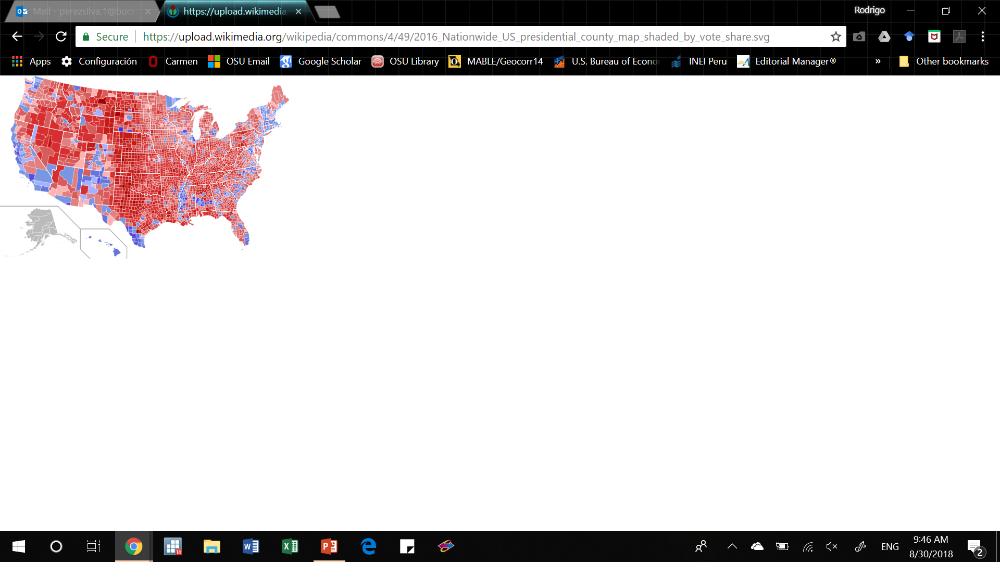 Mail - perezsilva.1@buc
https://upload.wikimedia.
Rodrigo
Secure
https://upload.wikimedia.org/wikipedia/commons/4/49/2016_Nationwide_US_presidential_county_map_shaded_by_vote_share.svg
Apps
Configuración
Carmen
OSU Email
Google Scholar
OSU Library
MABLE/Geocorr14
U.S. Bureau of Econo
INEI Peru
Editorial Manager®
»
Other bookmarks
14
ENG
9:46 AM
8/30/2018
2